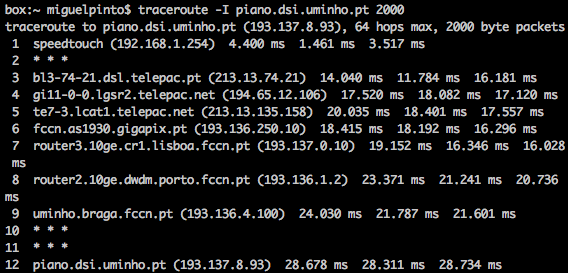 box:~ miguelpinto$ traceroute -I piano.dsi.uminho.pt 2000
traceroute to piano.dsi.uminho.pt (193.137.8.93), 64 hops max, 2000 byte packets
1 speedtouch (192.168.1.254) 4.400 ms 1.461 ms 3.517 ms
2 * * *
3 bl3-74-21.dsl.telepac.pt (213.13.74.21) 14.040 ms 11.784 ms 16.181 ms
4 gi11-0-0.lgsr2.telepac.net (194.65.12.106) 17.520 ms 18.082 ms 17.120 ms
5 te7-3.lcat1.telepac.net (213.13.135.158) 20.035 ms 18.401 ms 17.557 ms
6 fccn.as1930.gigapix.pt (193.136.250.10) 18.415 ms 18.192 ms 16.296 ms
7 router3.10ge.cr1.lisboa.fccn.pt (193.137.0.10) 19.152 ms 16.346 ms 16.028
ms
8 router2.10ge.dwdm.porto.fccn.pt (193.136.1.2) 23.371 ms 21.241 ms 20.736
ms
9 uminho.braga.fccn.pt (193.136.4.100) 24.030 ms 21.787 ms 21.601 ms
10 * * *
11 * * *
12 piano.dsi.uminho.pt (193.137.8.93) 28.678 ms 28.311 ms 28.734 ms